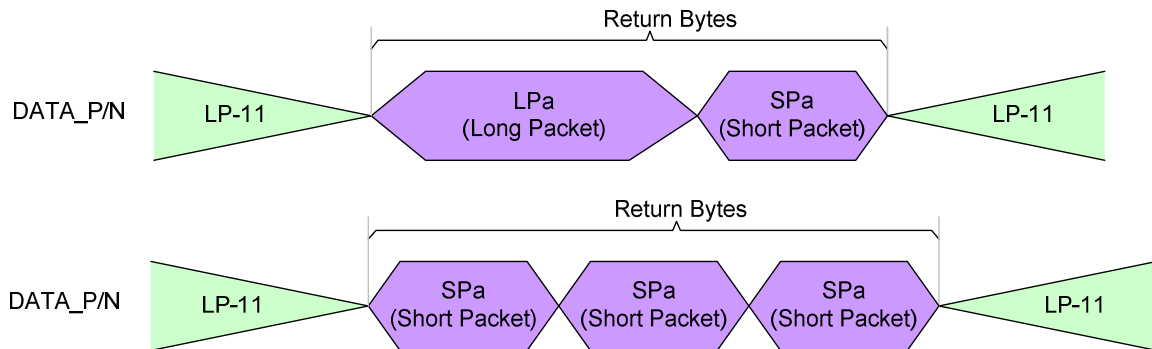 Return Bytes
DATA_P/N
LP-11
LPa
(Long Packet)
SPa
(Short Packet)
LP-11
Return Bytes
DATA_P/N
LP-11
SPa
(Short Packet)
SPa
(Short Packet)
SPa
(Short Packet)
LP-11